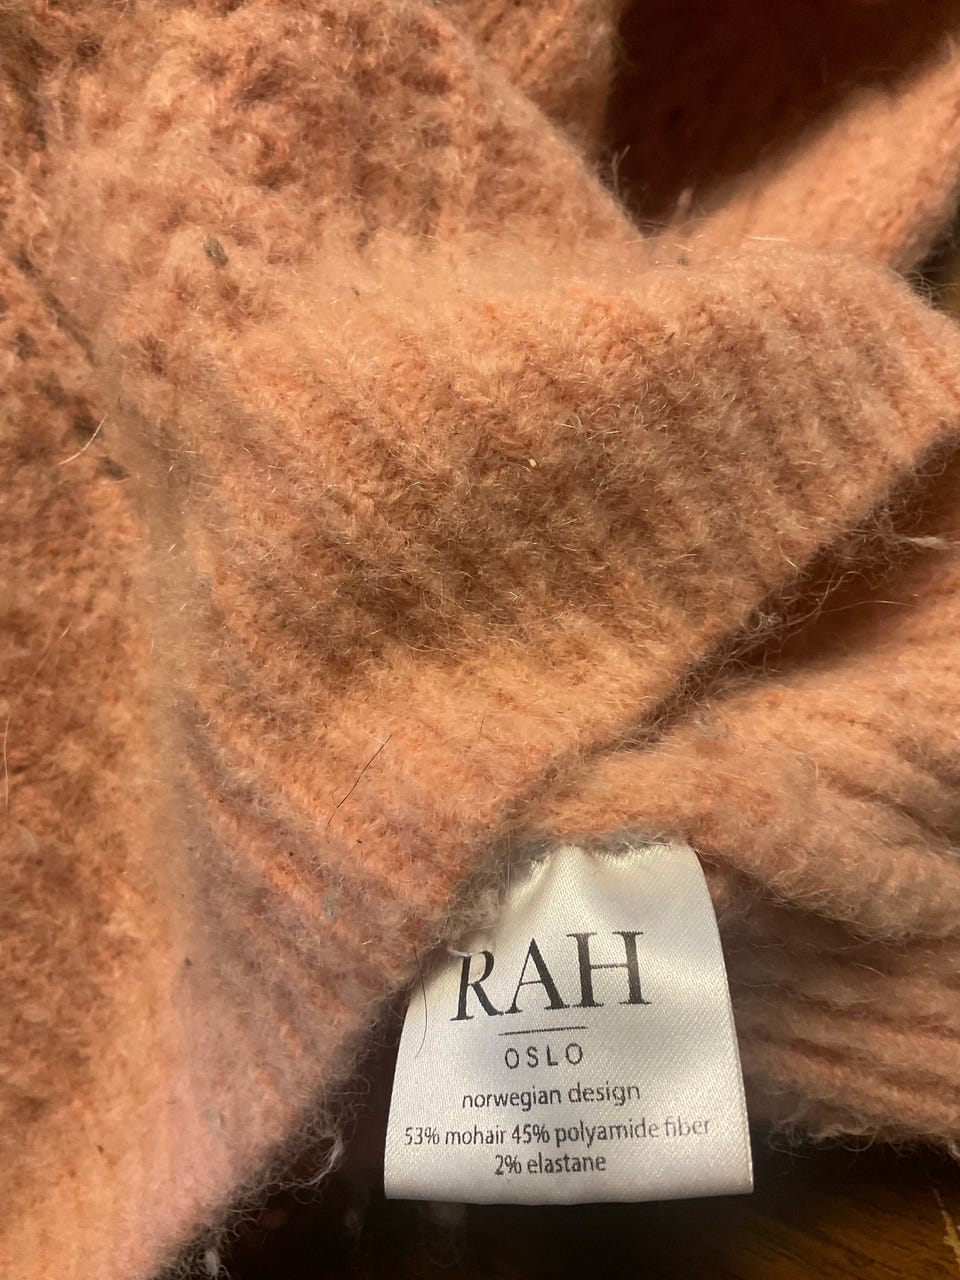 RAH
OSLO
norwegian design
53% mohair 45% polyamide fiber
2% elastane